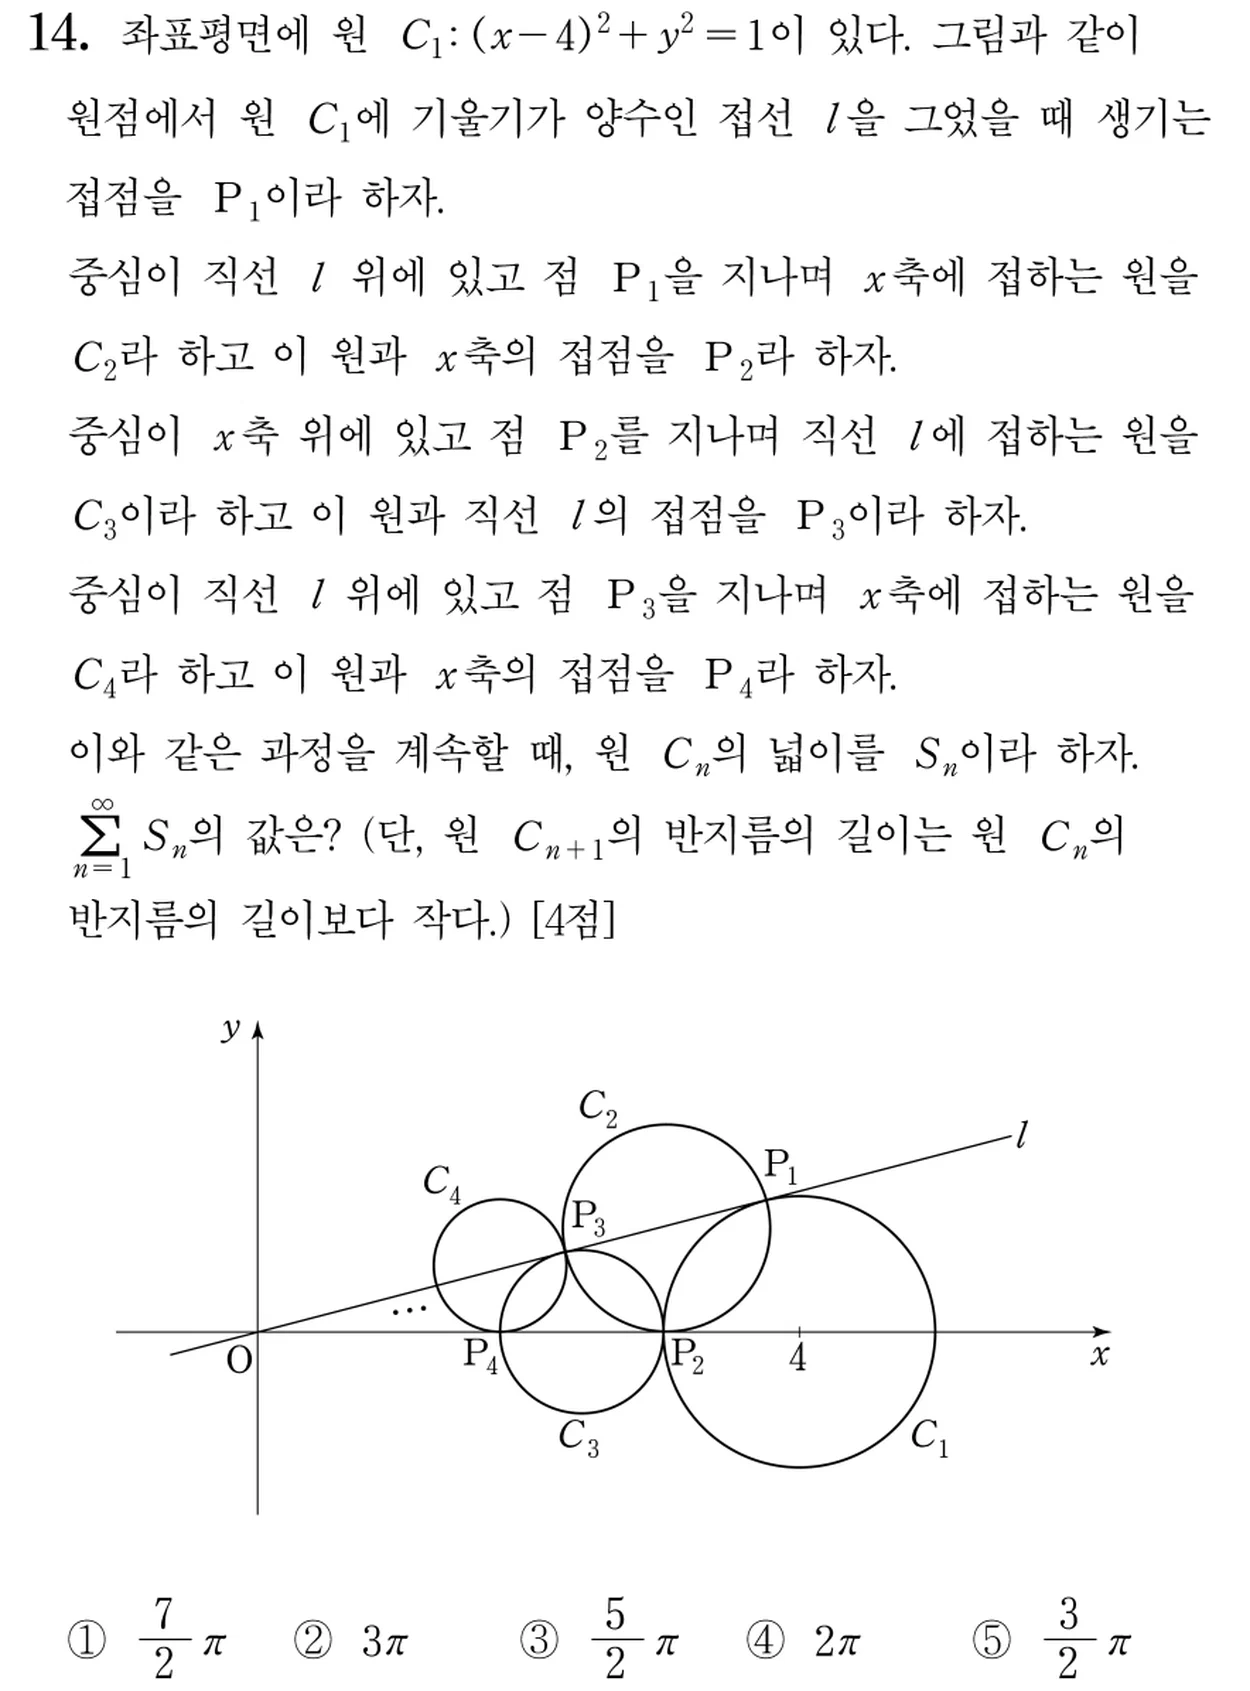 14. 좌표평면에 원 C₁: (x−4)²+y²=1이 있다. 그림과 같이
원점에서 원 C₁에 기울기가 양수인 접선 l을 그었을 때 생기는
접점을 P₁이라 하자.
중심이 직선 l 위에 있고 점 P₁을 지나며 x축에 접하는 원을
C₂라 하고 이 원과 x축의 접점을 P₂라 하자.
중심이 x축 위에 있고 점 P₂를 지나며 직선 l에 접하는 원을
C₃이라 하고 이 원과 직선 l의 접점을 P₃이라 하자.
중심이 직선 l 위에 있고 점 P₃을 지나며 x축에 접하는 원을
C₄라 하고 이 원과 x축의 접점을 P₄라 하자.
이와 같은 과정을 계속할 때, 원 Cₙ의 넓이를 Sₙ이라 하자.
∞
∑ Sₙ의 값은? (단, 원 Cₙ₊₁의 반지름의 길이는 원 Cₙ의
n=1
반지름의 길이보다 작다.) [4점]
y
C₂
l
P₁
C₄
P₃
⋯
O
P₄
P₂
4
x
C₃
C₁
① 7/2 π ② 3π ③ 5/2 π ④ 2π ⑤ 3/2 π